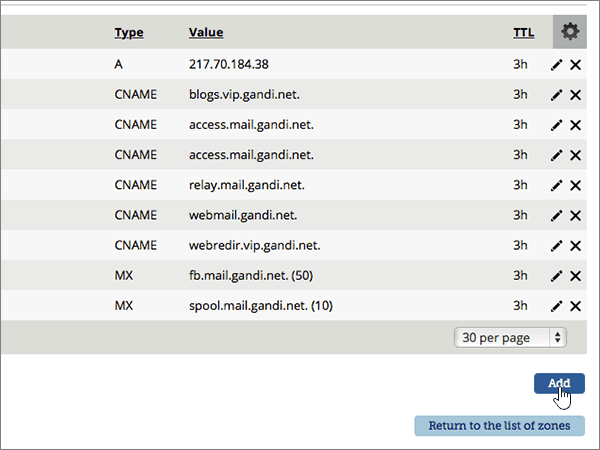 Type Value TTL
A 217.70.184.38 3h
CNAME blogs.vip.gandi.net. 3h
CNAME access.mail.gandi.net. 3h
CNAME access.mail.gandi.net. 3h
CNAME relay.mail.gandi.net. 3h
CNAME webmail.gandi.net. 3h
CNAME webredir.vip.gandi.net. 3h
MX fb.mail.gandi.net. (50) 3h
MX spool.mail.gandi.net. (10) 3h
30 per page
Add
Return to the list of zones